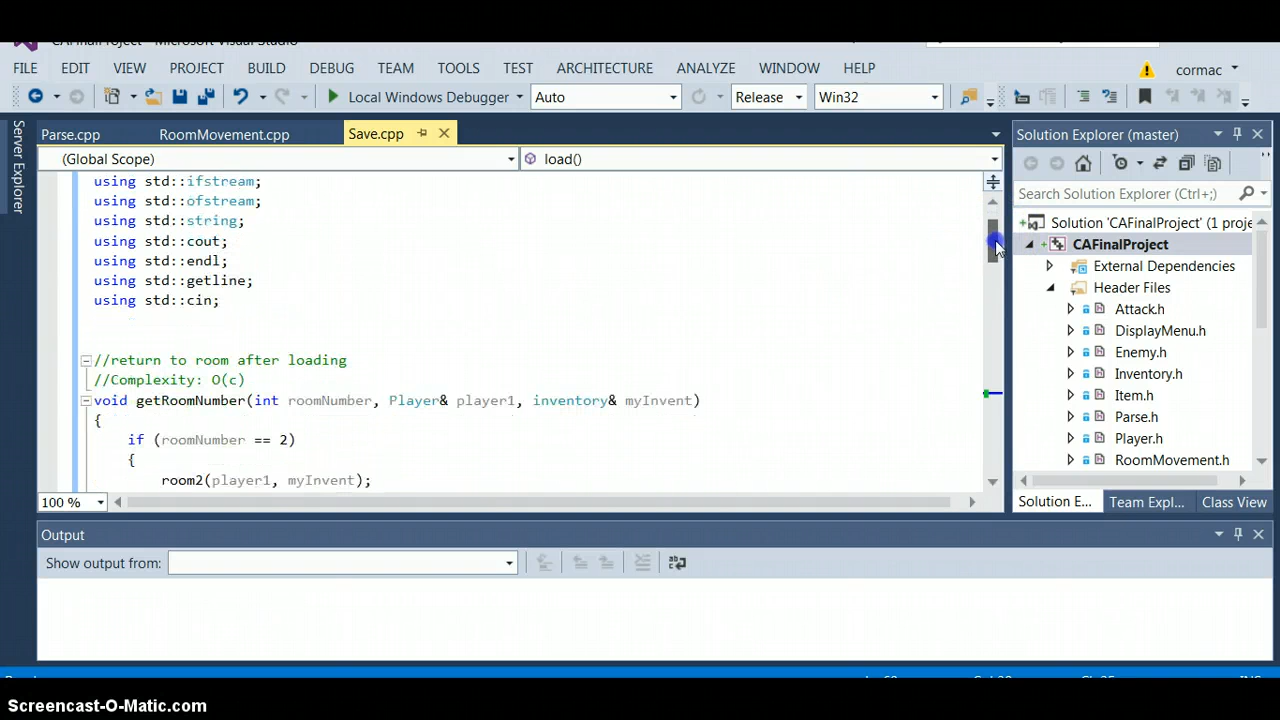 CAFinalProject - Microsoft Visual Studio
FILE EDIT VIEW PROJECT BUILD DEBUG TEAM TOOLS TEST ARCHITECTURE ANALYZE WINDOW HELP cormac
Local Windows Debugger Auto Release Win32
Server Explorer
Parse.cpp RoomMovement.cpp Save.cpp
(Global Scope) load()
using std::ifstream;
using std::ofstream;
using std::string;
using std::cout;
using std::endl;
using std::getline;
using std::cin;
//return to room after loading
//Complexity: O(c)
void getRoomNumber(int roomNumber, Player& player1, inventory& myInvent)
{
if (roomNumber == 2)
{
room2(player1, myInvent);
100 %
Solution Explorer (master)
Search Solution Explorer (Ctrl+;)
Solution 'CAFinalProject' (1 proje
CAFinalProject
External Dependencies
Header Files
Attack.h
DisplayMenu.h
Enemy.h
Inventory.h
Item.h
Parse.h
Player.h
RoomMovement.h
Solution E... Team Expl... Class View
Output
Show output from:
Screencast-O-Matic.com